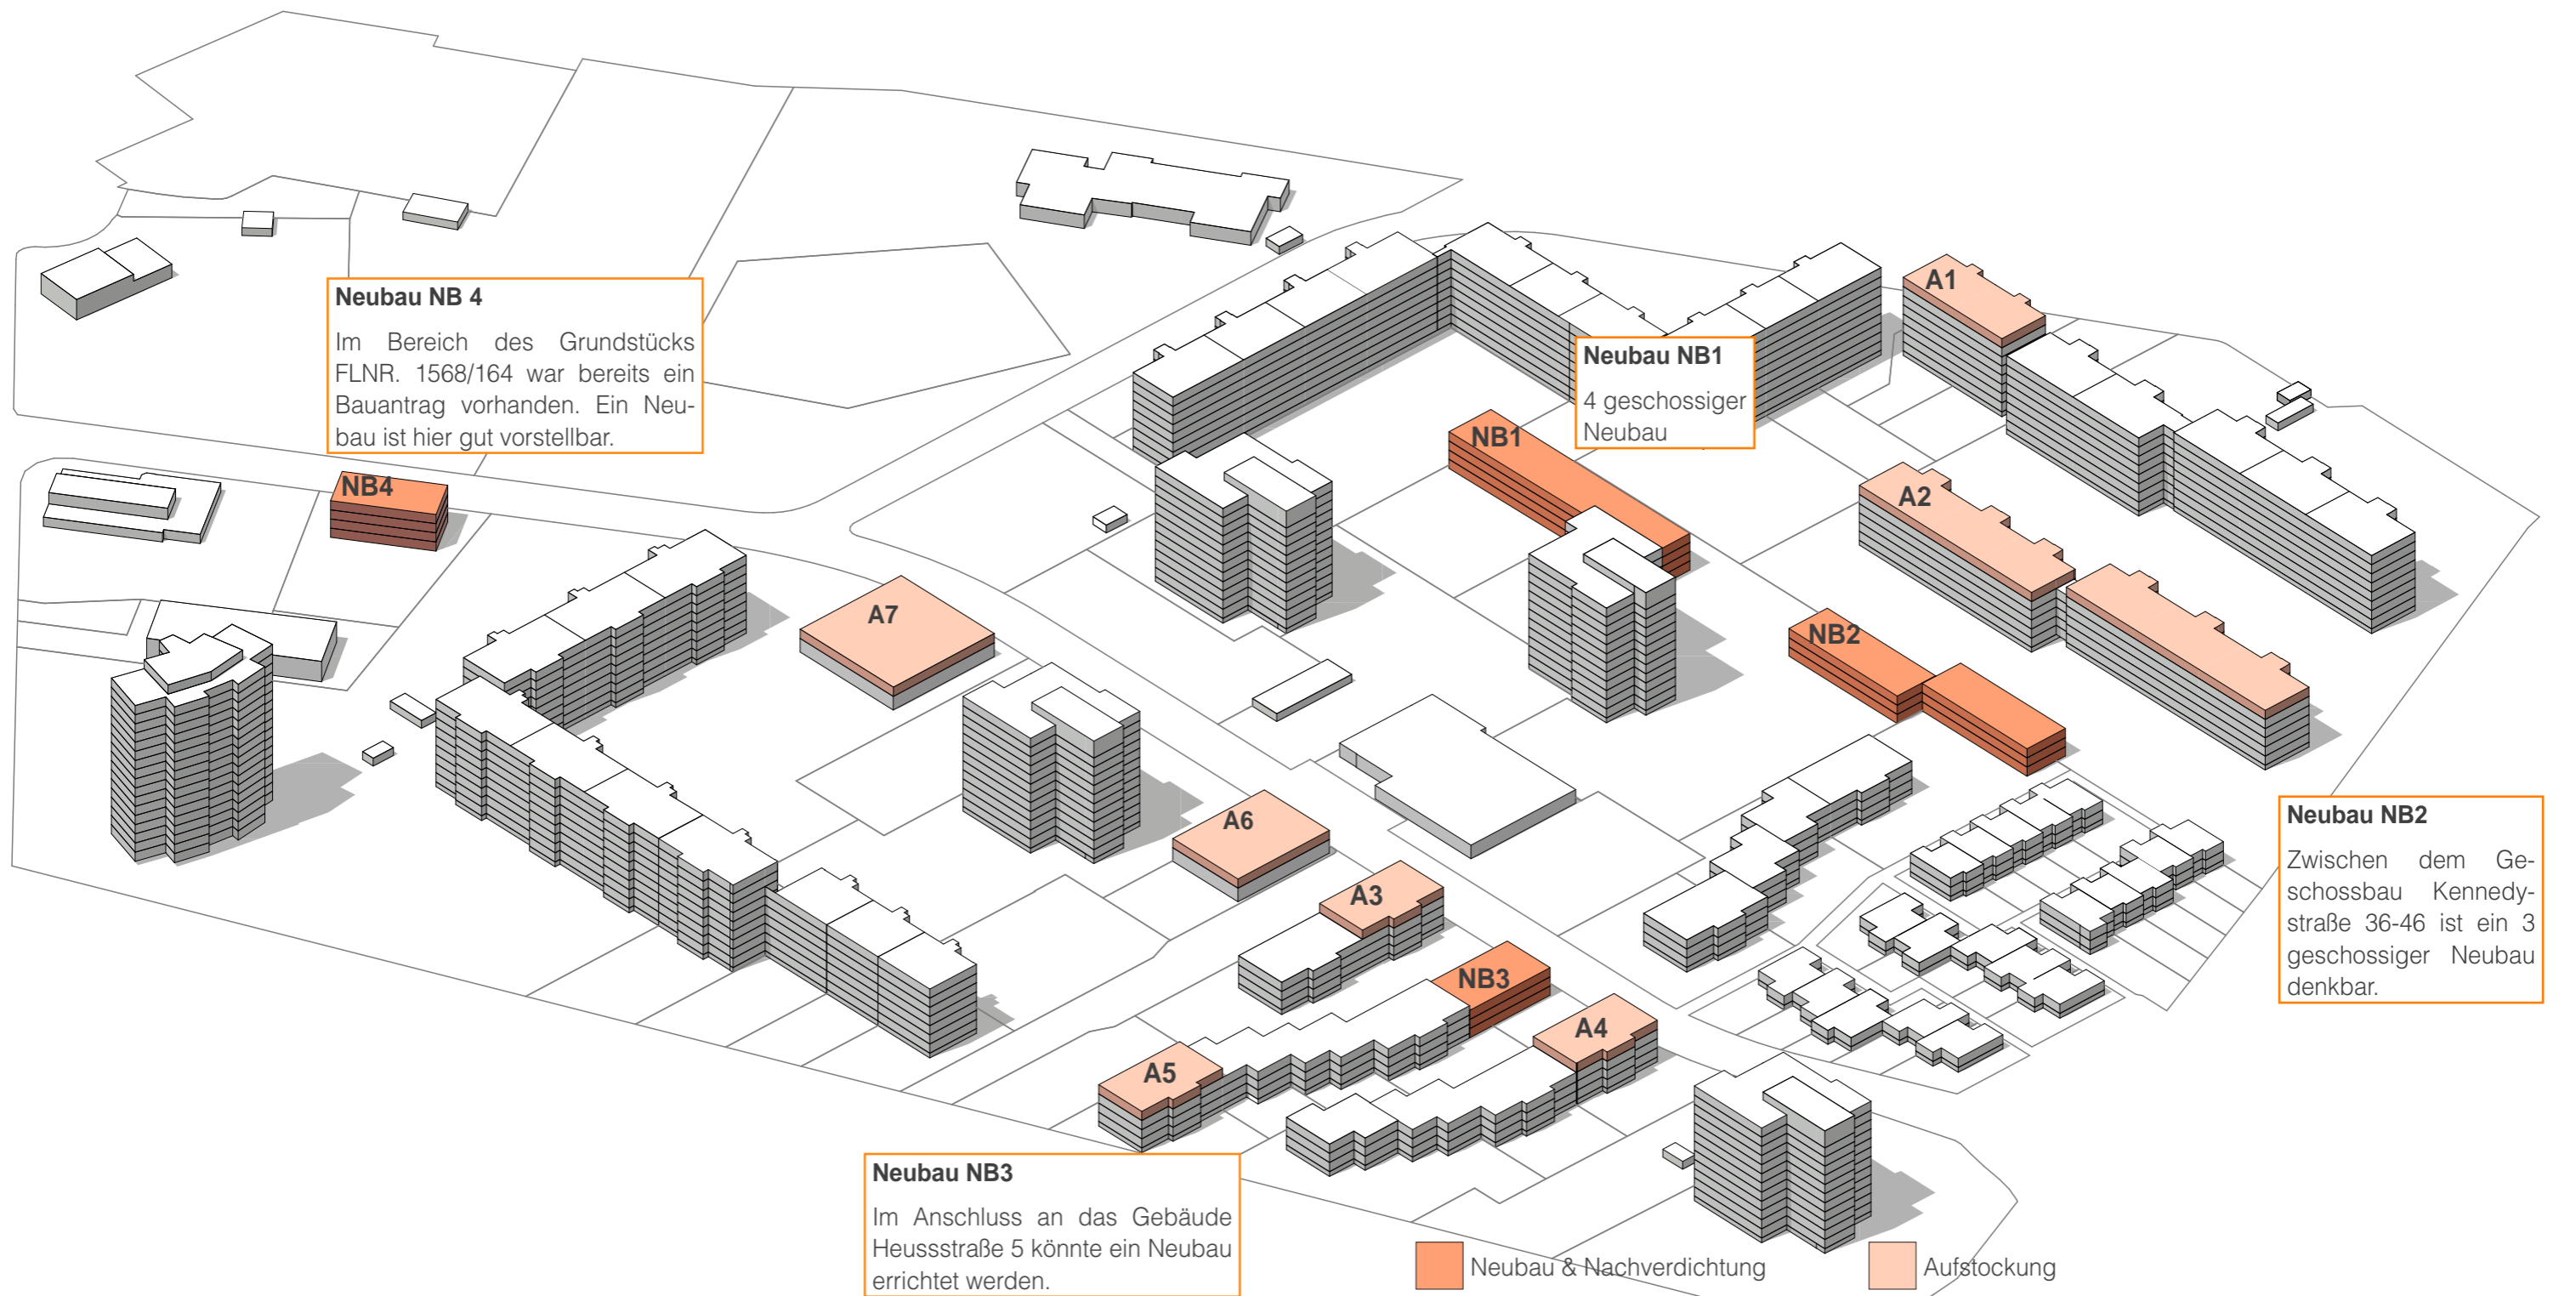 A1
Neubau NB 4
Im Bereich des Grundstücks
FLNR. 1568/164 war bereits ein
Bauantrag vorhanden. Ein Neu-
bau ist hier gut vorstellbar.
Neubau NB1
4 geschossiger
Neubau
NB1
NB4
A2
A7
NB2
A6
Neubau NB2
Zwischen dem Ge-
schossbau Kennedy-
straße 36-46 ist ein 3
geschossiger Neubau
denkbar.
A3
NB3
A4
A5
Neubau NB3
Im Anschluss an das Gebäude
Heussstraße 5 könnte ein Neubau
errichtet werden.
Neubau & Nachverdichtung
Aufstockung